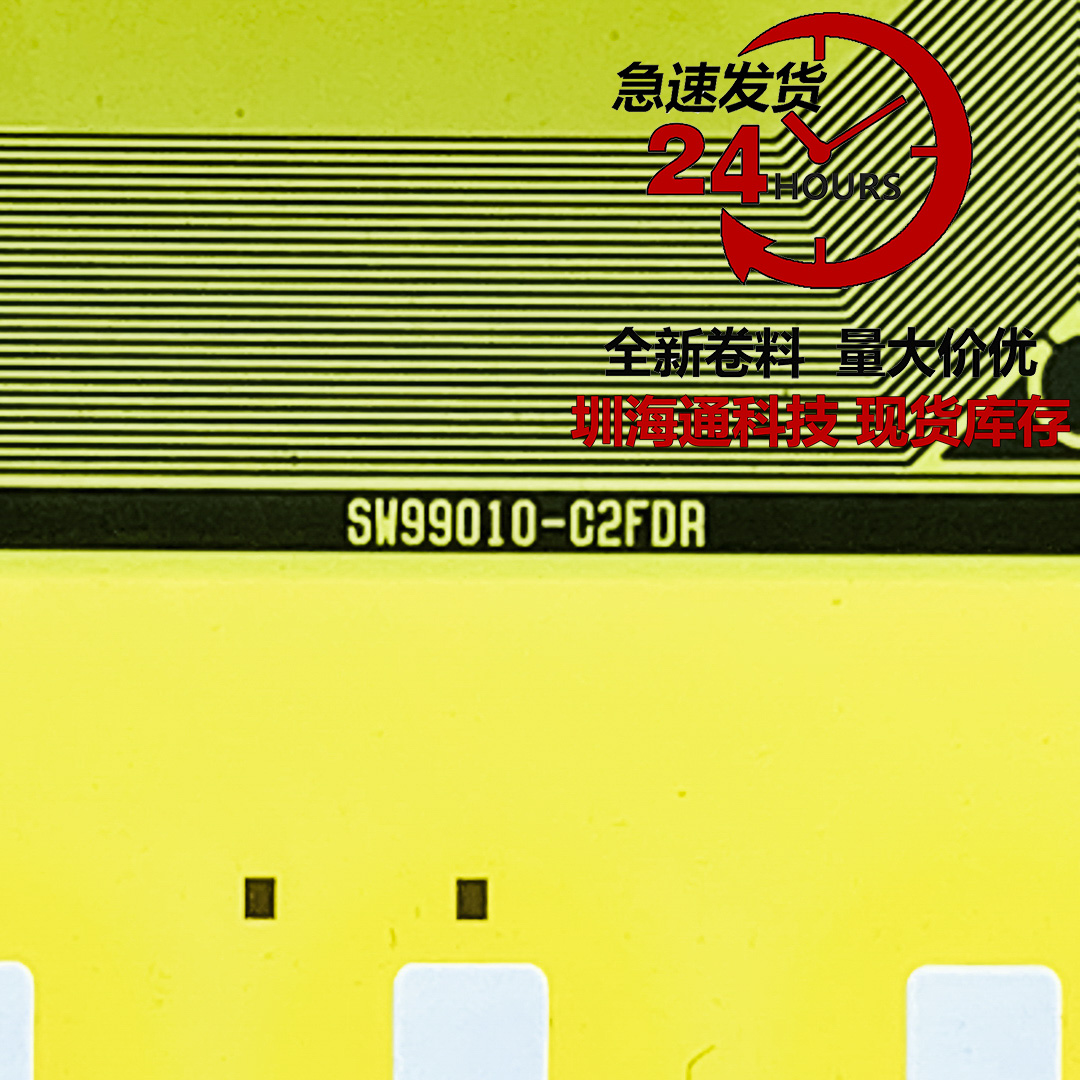 急速发货
24 HOURS
全新卷料 量大价优
圳海通科技 现货库存
SW99010-C2FDR